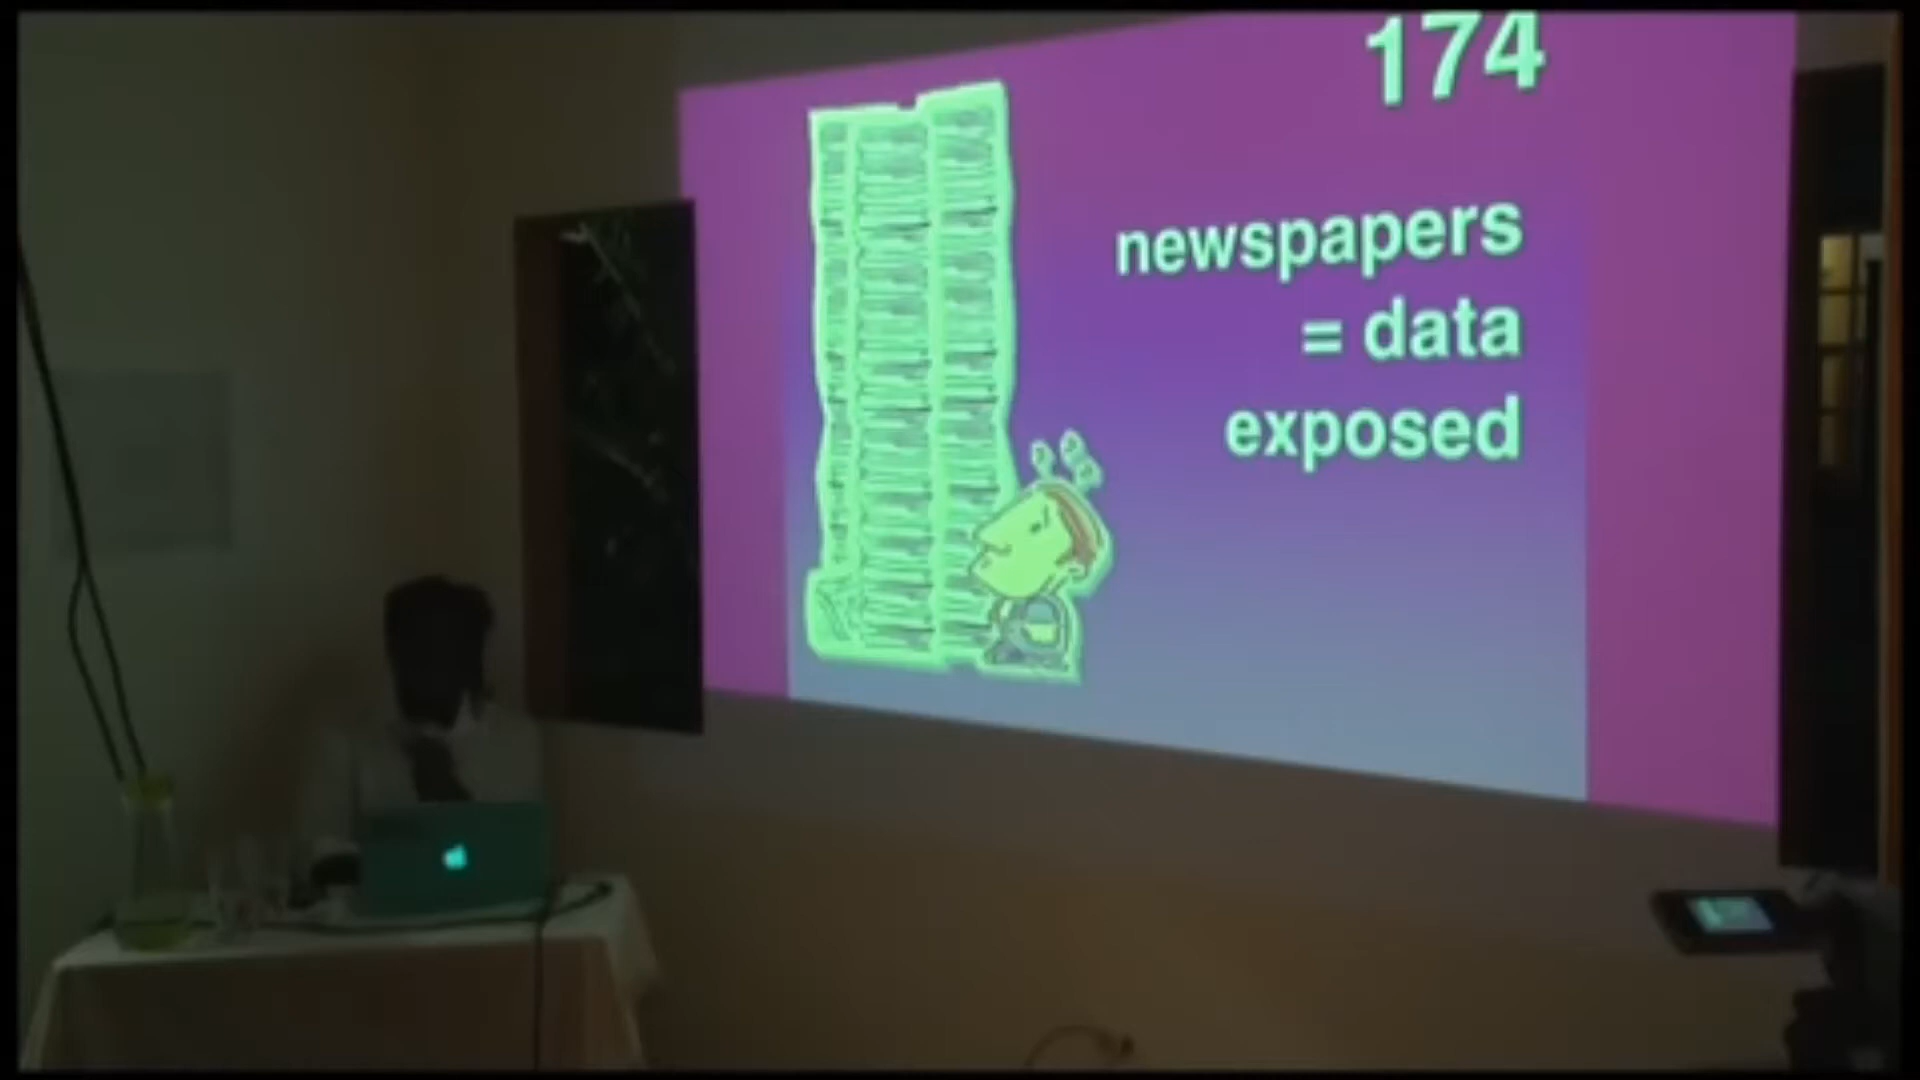 174
newspapers
= data
exposed